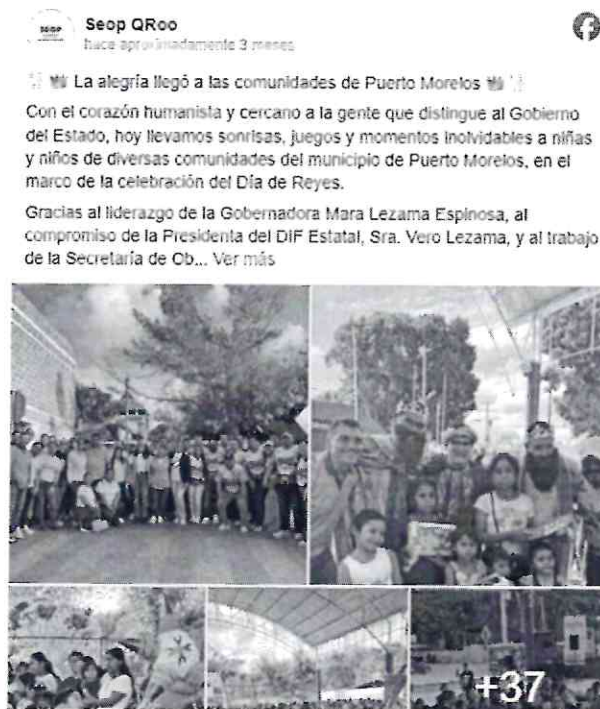 seop
Seop QRoo
hace aproximadamente 3 meses
La alegría llegó a las comunidades de Puerto Morelos
Con el corazón humanista y cercano a la gente que distingue al Gobierno
del Estado, hoy llevamos sonrisas, juegos y momentos inolvidables a niñas
y niños de diversas comunidades del municipio de Puerto Morelos, en el
marco de la celebración del Día de Reyes.
Gracias al liderazgo de la Gobernadora Mara Lezama Espinosa, al
compromiso de la Presidenta del DIF Estatal, Sra. Vero Lezama, y al trabajo
de la Secretaría de Ob... Ver más
+37